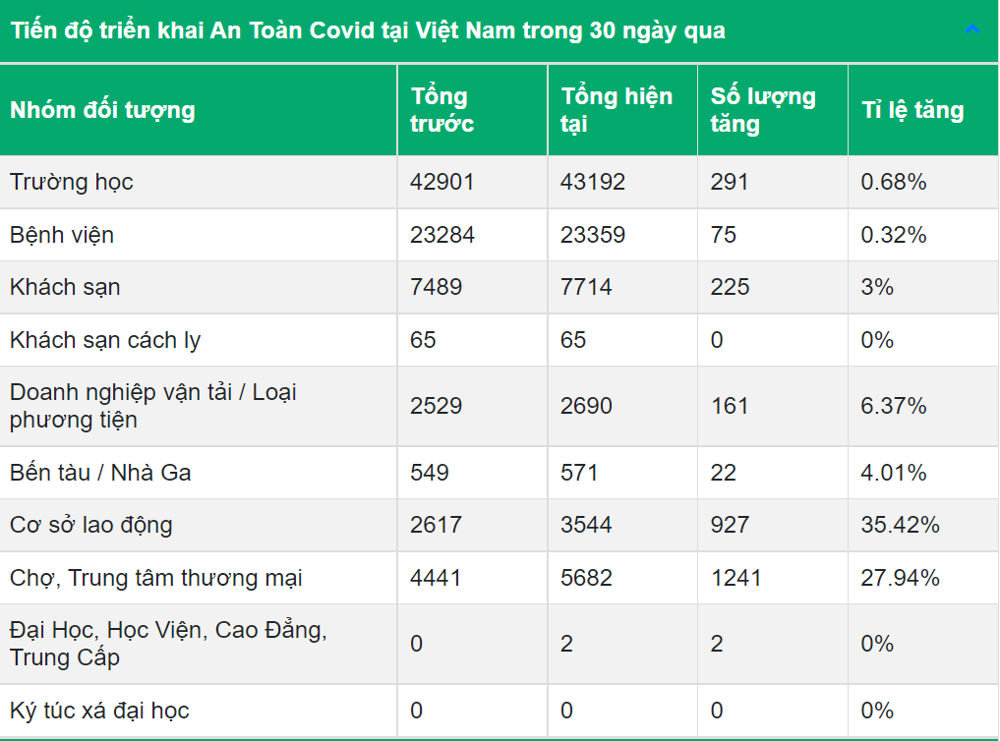 Tiến độ triển khai An Toàn Covid tại Việt Nam trong 30 ngày qua
Nhóm đối tượng
Tổng
trước
Tổng hiện
tại
Số lượng
tăng
Tỉ lệ tăng
Trường học 42901 43192 291 0.68%
Bệnh viện 23284 23359 75 0.32%
Khách sạn 7489 7714 225 3%
Khách sạn cách ly 65 65 0 0%
Doanh nghiệp vận tải / Loại
phương tiện
2529 2690 161 6.37%
Bến tàu / Nhà Ga 549 571 22 4.01%
Cơ sở lao động 2617 3544 927 35.42%
Chợ, Trung tâm thương mại 4441 5682 1241 27.94%
Đại Học, Học Viện, Cao Đẳng,
Trung Cấp
0 2 2 0%
Ký túc xá đại học 0 0 0 0%